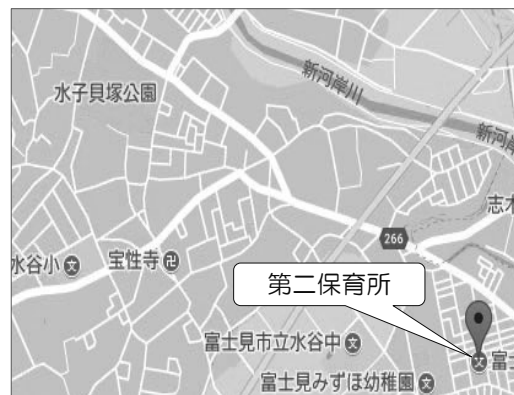 新河岸川
水子貝塚公園
新河岸
志木
266
水谷小
宝性寺
第二保育所
富士見市立水谷中
富士
富士見みずほ幼稚園